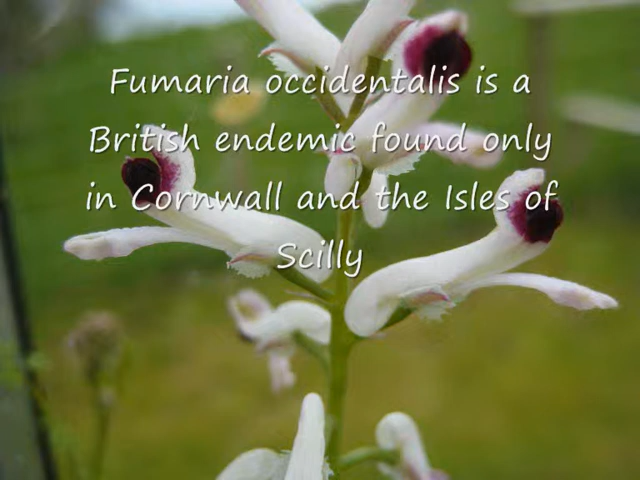 Fumaria occidentalis is a
British endemic found only
in Cornwall and the Isles of
Scilly